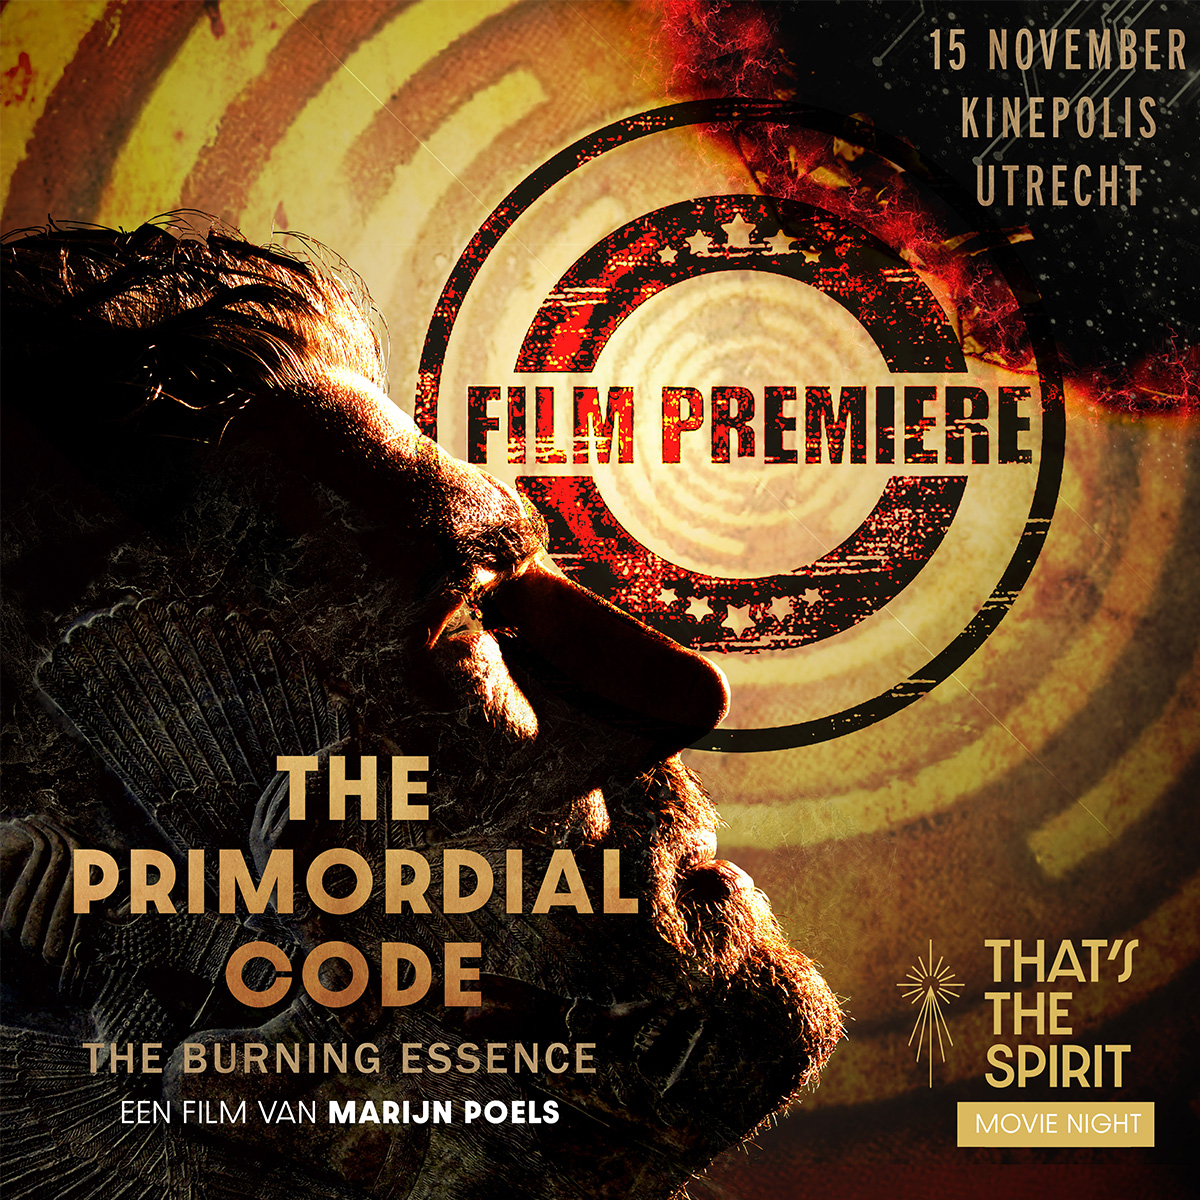 15 NOVEMBER
KINEPOLIS
UTRECHT
FILM PREMIERE
THE
PRIMORDIAL
CODE
THE BURNING ESSENCE
EEN FILM VAN MARIJN POELS
THAT'S
THE
SPIRIT
MOVIE NIGHT